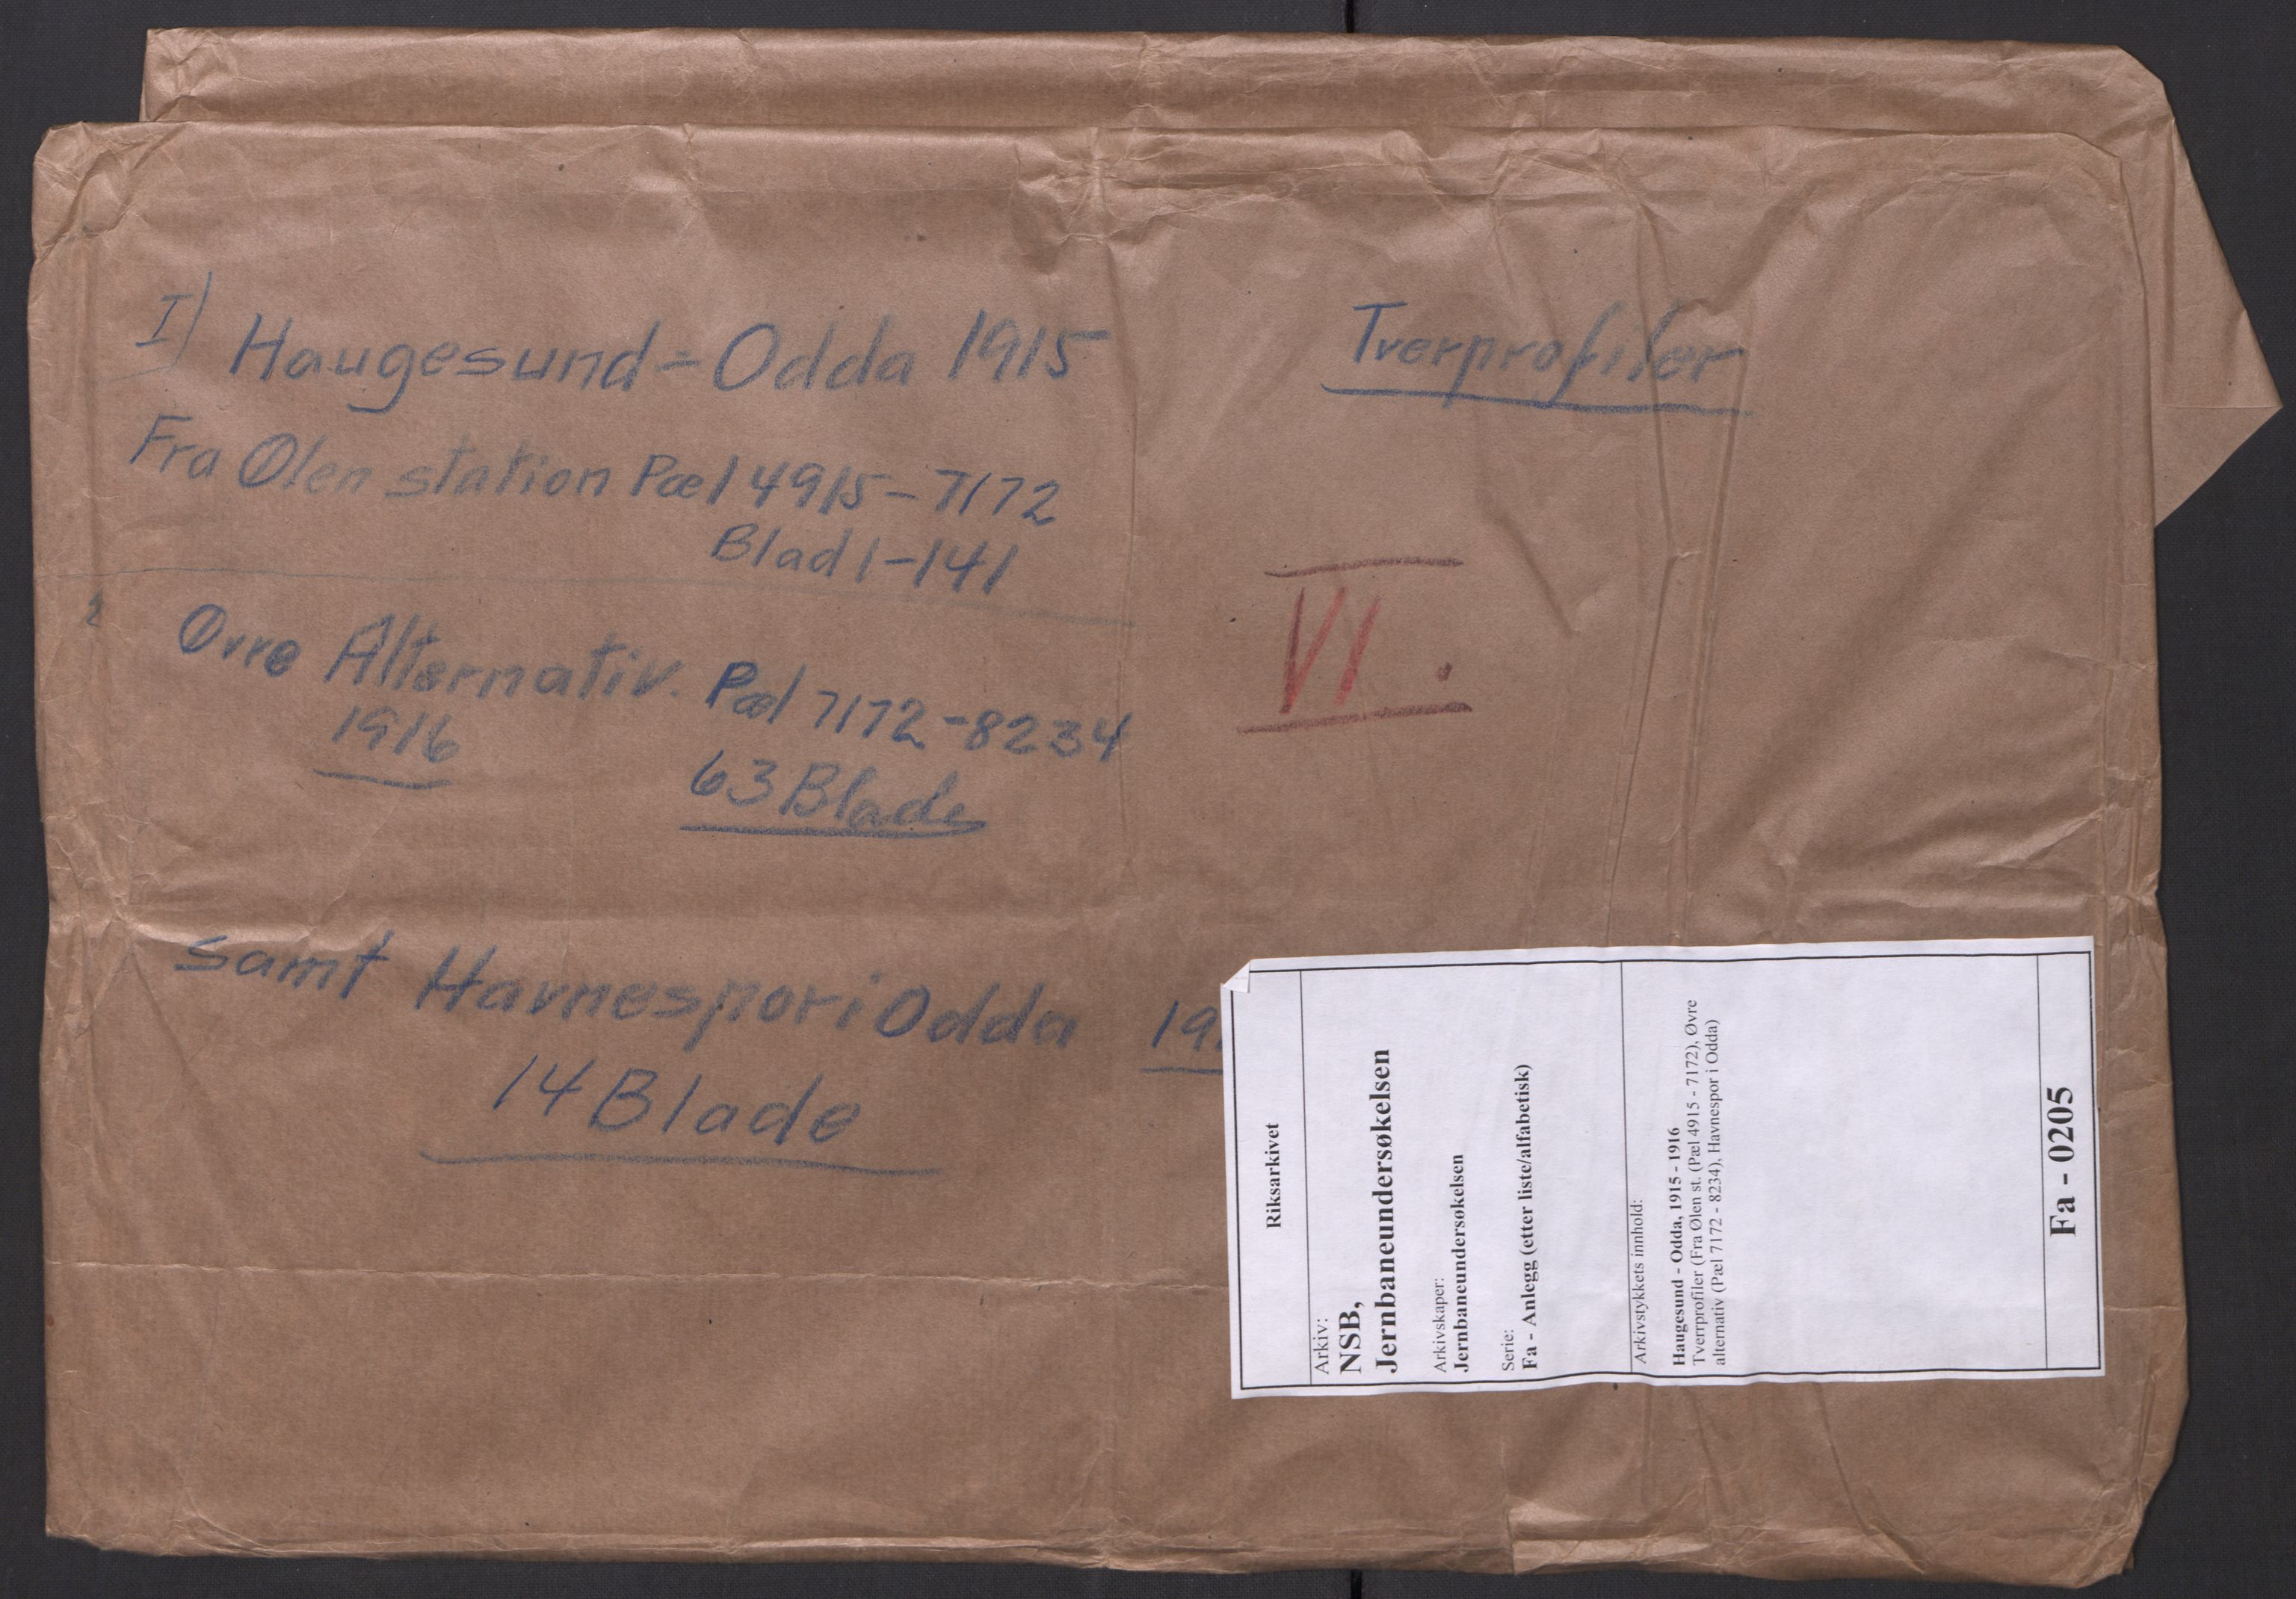 I) Haugesund - Odda 1915
Fra Ølen station Pæl 4915 - 7172
Blad 1 - 141
Tverprofiler
VI.
2
Øvre Alternativ. Pæl 7172 - 8234
1916
63 Blade
samt Havnespor i Odda 19
14 Blade
Riksarkivet
Arkiv:
NSB,
Jernbaneundersøkelsen
Arkivskaper:
Jernbaneundersøkelsen
Serie:
Fa - Anlegg (etter liste/alfabetisk)
Arkivstykkets innhold:
Haugesund - Odda, 1915 - 1916
Tverrprofiler (Fra Ølen st. (Pæl 4915 - 7172), Øvre
alternativ (Pæl 7172 - 8234), Havnespor i Odda)
Fa - 0205